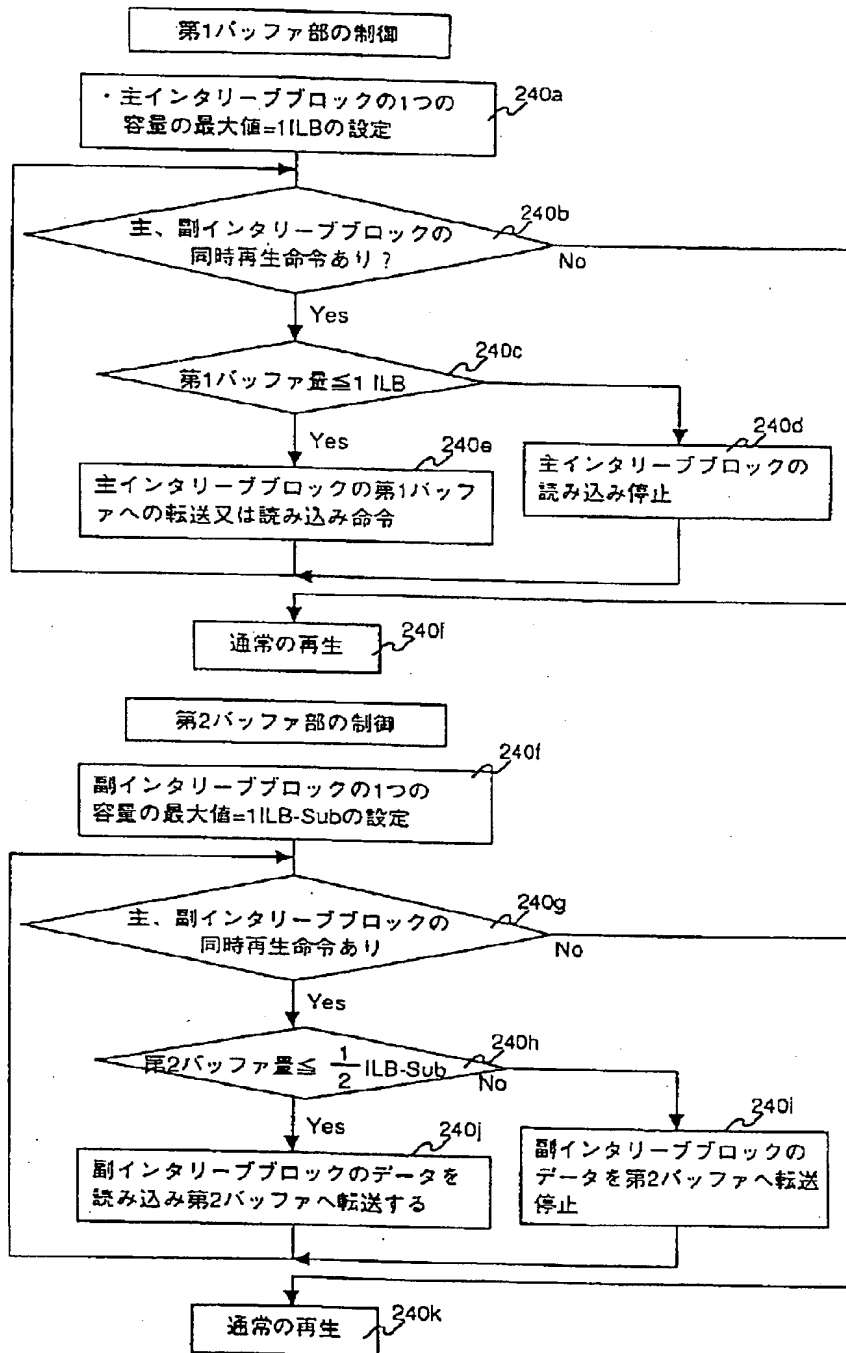 第1バッファ部の制御
・主インタリーブブロックの1つの
容量の最大値=1ILBの設定
240a
主、副インタリーブブロックの
同時再生命令あり?
240b
No
Yes
第1バッファ量≦1 ILB
240c
Yes
240e
240d
主インタリーブブロックの第1バッフ
ァへの転送又は読み込み命令
主インタリーブブロックの
読み込み停止
通常の再生
240l
第2バッファ部の制御
240f
副インタリーブブロックの1つの
容量の最大値=1ILB-Subの設定
主、副インタリーブブロックの
同時再生命令あり
240g
No
Yes
第2バッファ量≦ 1/2 ILB-Sub
240h
No
Yes
240j
240i
副インタリーブブロックのデータを
読み込み第2バッファへ転送する
副インタリーブブロックの
データを第2バッファへ転送
停止
通常の再生
240k